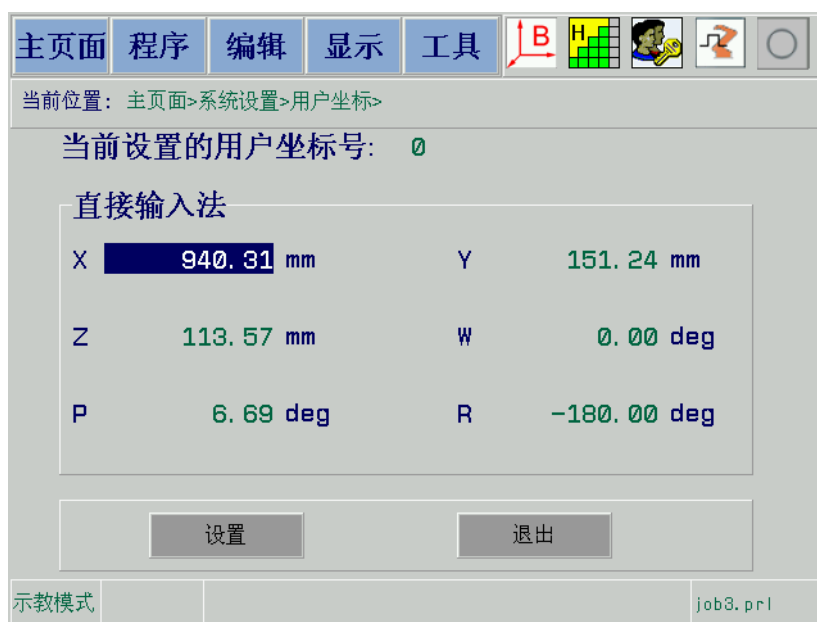 主页面 程序 编辑 显示 工具 B H
当前位置: 主页面>系统设置>用户坐标>
当前设置的用户坐标号: 0
直接输入法
X 940.31 mm Y 151.24 mm
Z 113.57 mm W 0.00 deg
P 6.69 deg R -180.00 deg
设置 退出
示教模式 job3.prl